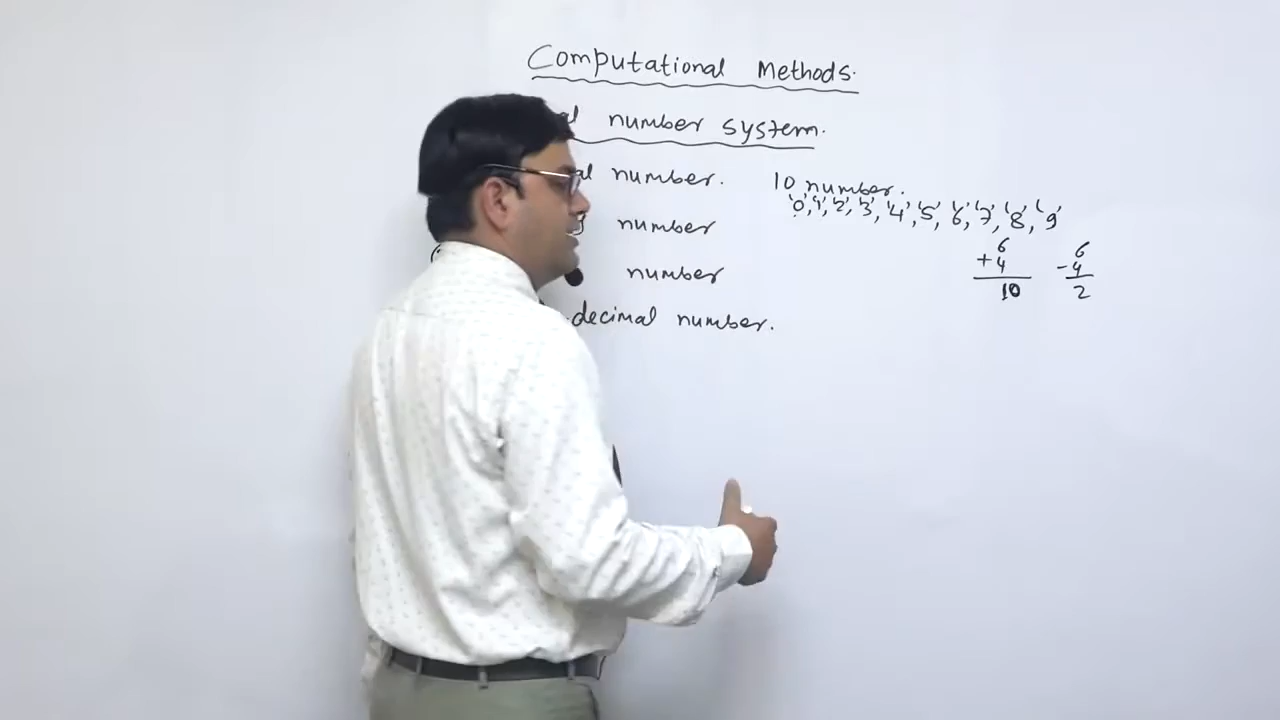 Computational Methods.
number system.
number. 10 number.
'0','1','2','3','4','5','6','7','8','9'
number
number
decimal number.
6
+4
10
6
-4
2